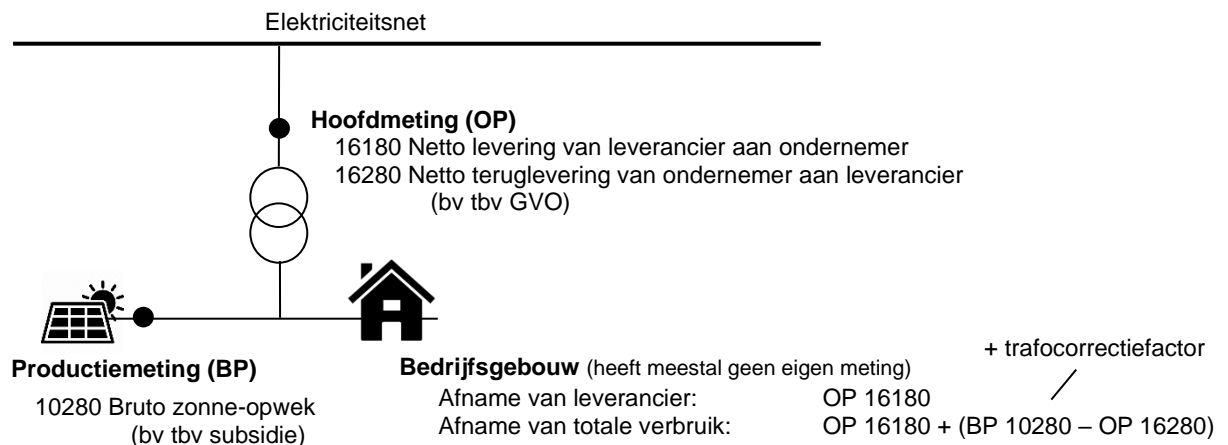 Elektriciteitsnet
Hoofdmeting (OP)
16180 Netto levering van leverancier aan ondernemer
16280 Netto teruglevering van ondernemer aan leverancier
(bv tbv GVO)
+ trafocorrectiefactor
Productiemeting (BP)
10280 Bruto zonne-opwek
(bv tbv subsidie)
Bedrijfsgebouw (heeft meestal geen eigen meting)
Afname van leverancier: OP 16180
Afname van totale verbruik: OP 16180 + (BP 10280 – OP 16280)